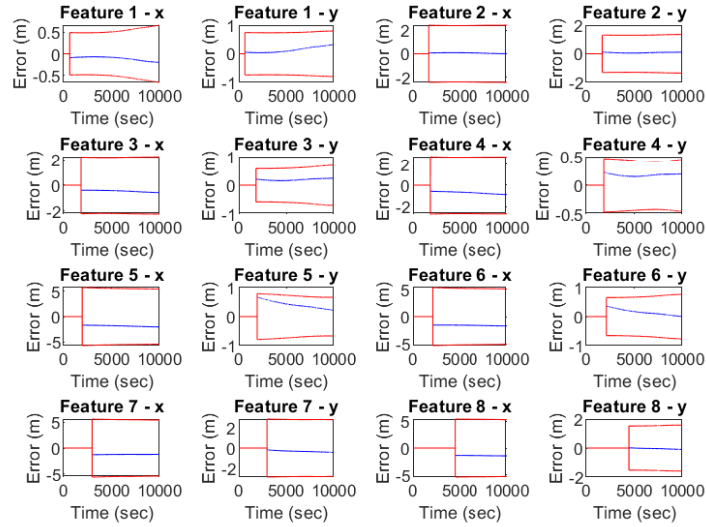 Feature 1 - x Feature 1 - y Feature 2 - x Feature 2 - y
Error (m) 0.5 0 -0.5 Error (m) 1 0 -1 Error (m) 2 0 -2 Error (m) 2 0 -2
0 5000 10000 0 5000 10000 0 5000 10000 0 5000 10000
Time (sec) Time (sec) Time (sec) Time (sec)
Feature 3 - x Feature 3 - y Feature 4 - x Feature 4 - y
Error (m) 2 0 -2 Error (m) 1 0 -1 Error (m) 2 0 -2 Error (m) 0.5 0 -0.5
0 5000 10000 0 5000 10000 0 5000 10000 0 5000 10000
Time (sec) Time (sec) Time (sec) Time (sec)
Feature 5 - x Feature 5 - y Feature 6 - x Feature 6 - y
Error (m) 5 0 -5 Error (m) 1 0 -1 Error (m) 5 0 -5 Error (m) 1 0 -1
0 5000 10000 0 5000 10000 0 5000 10000 0 5000 10000
Time (sec) Time (sec) Time (sec) Time (sec)
Feature 7 - x Feature 7 - y Feature 8 - x Feature 8 - y
Error (m) 5 0 -5 Error (m) 2 0 -2 Error (m) 5 0 -5 Error (m) 2 0 -2
0 5000 10000 0 5000 10000 0 5000 10000 0 5000 10000
Time (sec) Time (sec) Time (sec) Time (sec)